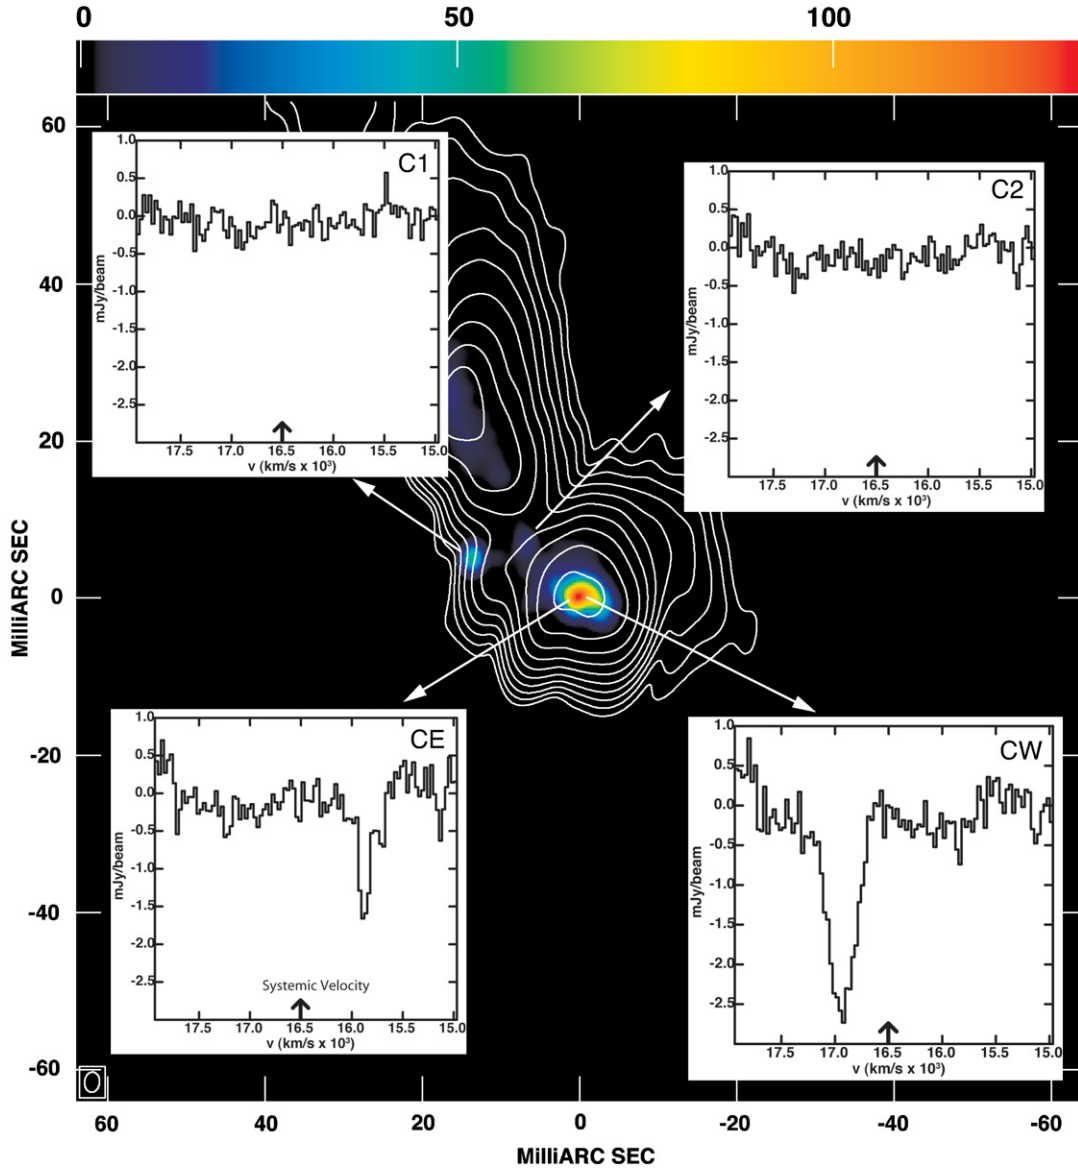 0 50 100
60
40
20
0
-20
-40
-60
MilliARC SEC
60 40 20 0 -20 -40 -60
MilliARC SEC
C1
1.0
0.5
0.0
-0.5
-1.0
-1.5
-2.0
-2.5
mJy/beam
17.5 17.0 16.5 16.0 15.5 15.0
v (km/s x 10³)
C2
1.0
0.5
0.0
-0.5
-1.0
-1.5
-2.0
-2.5
mJy/beam
17.5 17.0 16.5 16.0 15.5 15.0
v (km/s x 10³)
CE
1.0
0.5
0.0
-0.5
-1.0
-1.5
-2.0
-2.5
mJy/beam
Systemic Velocity
17.5 17.0 16.5 16.0 15.5 15.0
v (km/s x 10³)
CW
1.0
0.5
0.0
-0.5
-1.0
-1.5
-2.0
-2.5
mJy/beam
17.5 17.0 16.5 16.0 15.5 15.0
v (km/s x 10³)